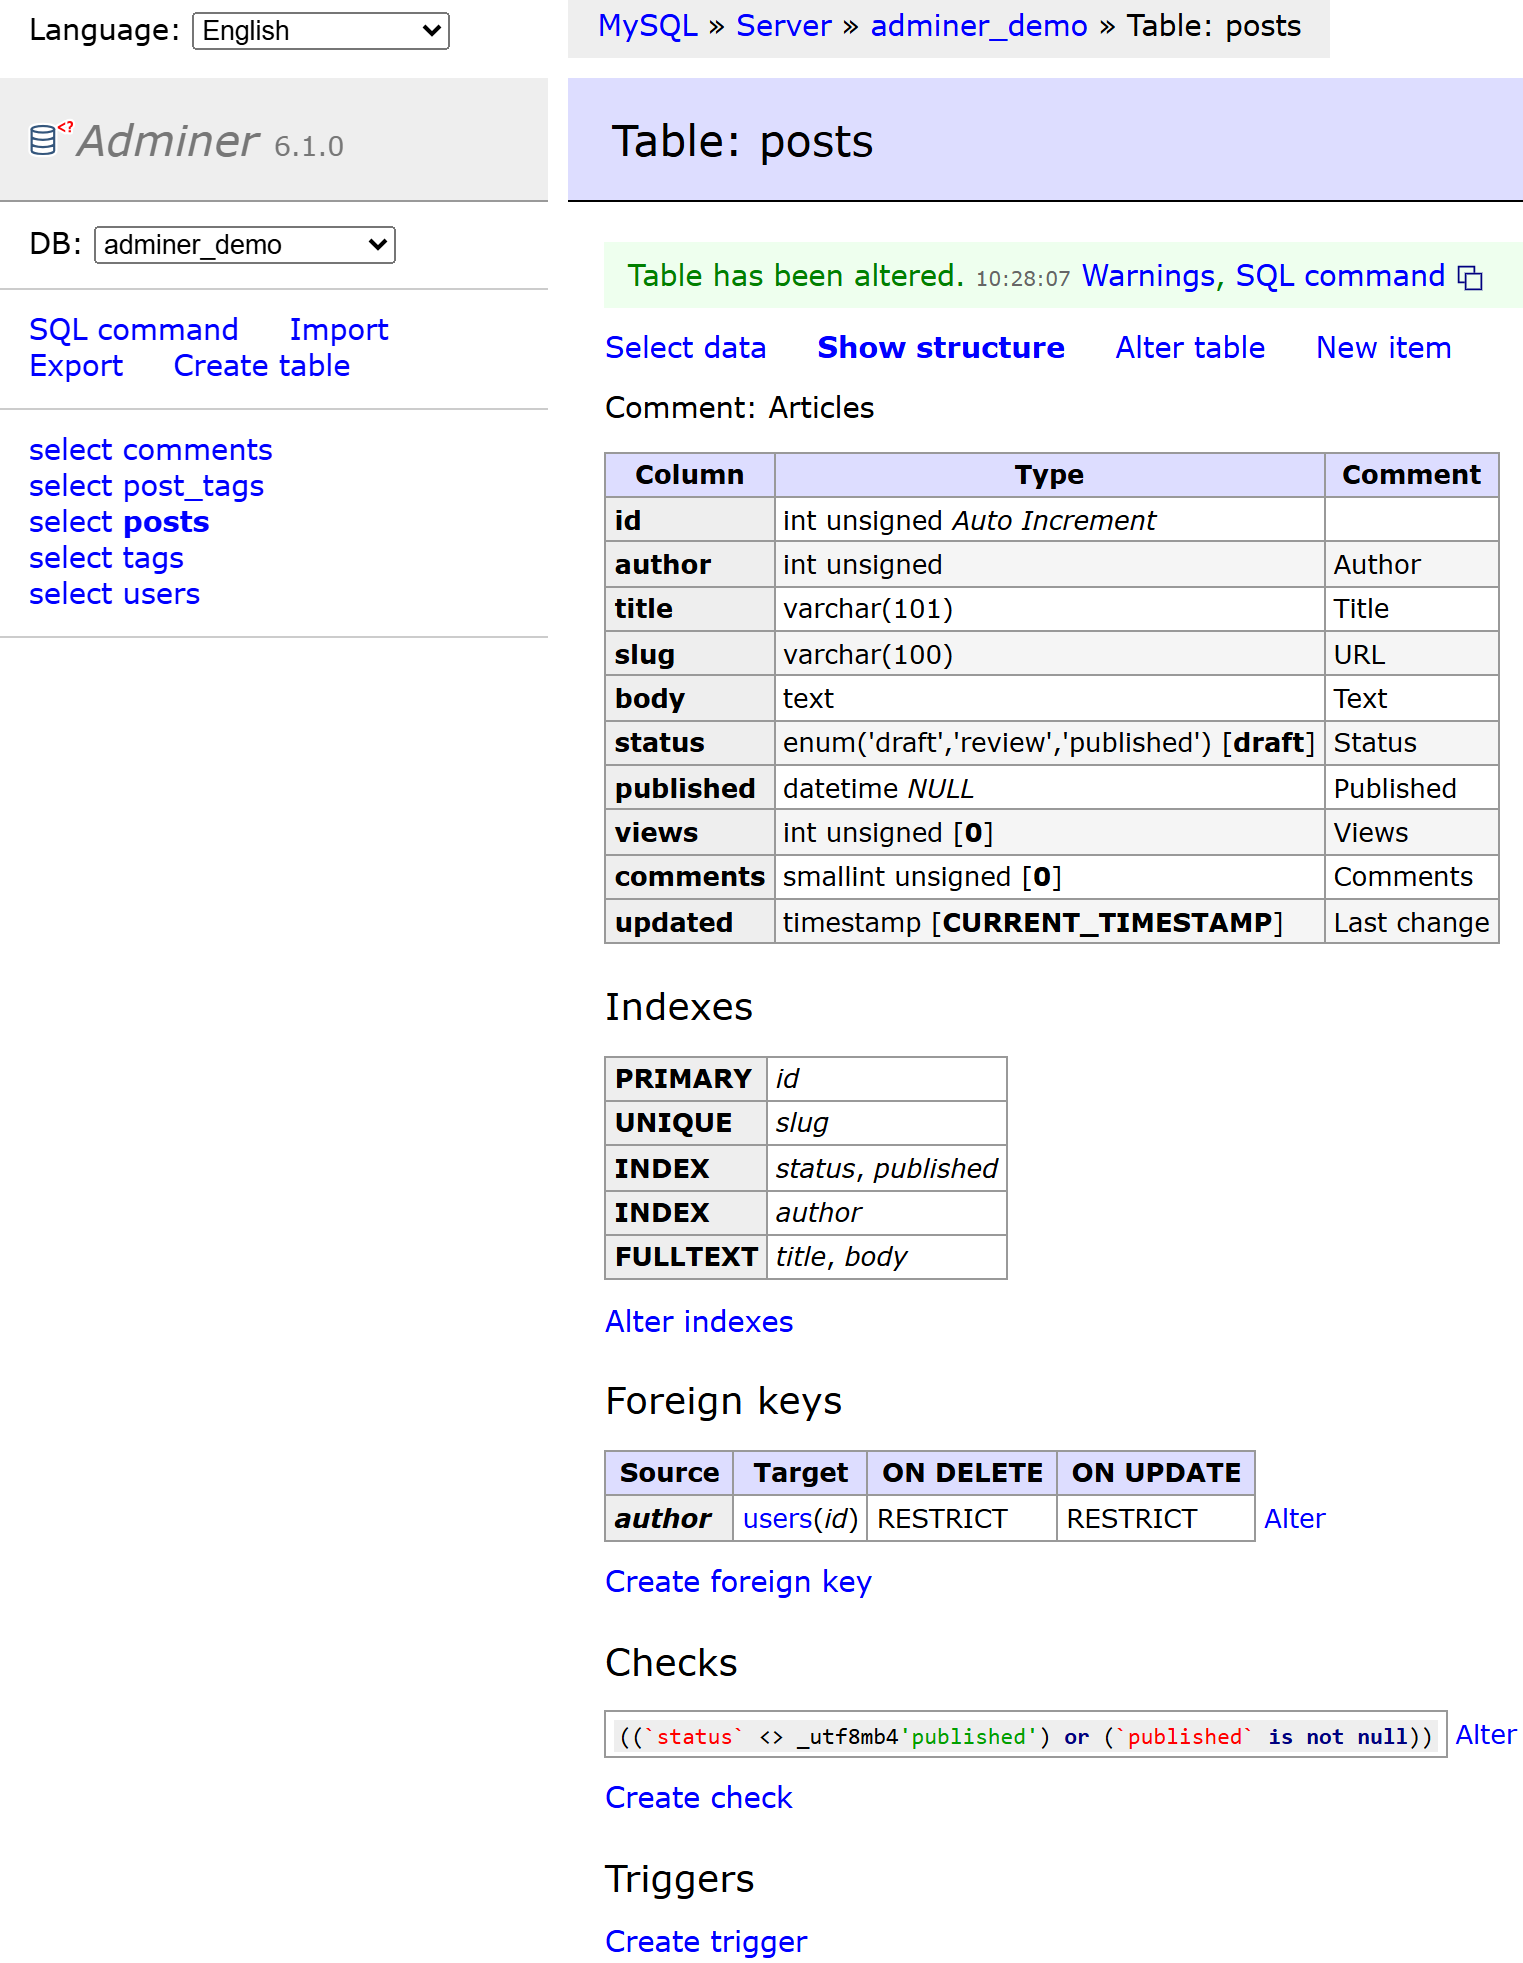 Language: English
MySQL » Server » adminer_demo » Table: posts
<? Adminer 6.1.0
Table: posts
DB: adminer_demo
SQL command Import
Export Create table
select comments
select post_tags
select posts
select tags
select users
Table has been altered. 10:28:07 Warnings, SQL command
Select data Show structure Alter table New item
Comment: Articles
Column Type Comment
id int unsigned Auto Increment
author int unsigned Author
title varchar(101) Title
slug varchar(100) URL
body text Text
status enum('draft','review','published') [draft] Status
published datetime NULL Published
views int unsigned [0] Views
comments smallint unsigned [0] Comments
updated timestamp [CURRENT_TIMESTAMP] Last change
Indexes
PRIMARY id
UNIQUE slug
INDEX status, published
INDEX author
FULLTEXT title, body
Alter indexes
Foreign keys
Source Target ON DELETE ON UPDATE
author users(id) RESTRICT RESTRICT Alter
Create foreign key
Checks
((`status` <> _utf8mb4'published') or (`published` is not null)) Alter
Create check
Triggers
Create trigger